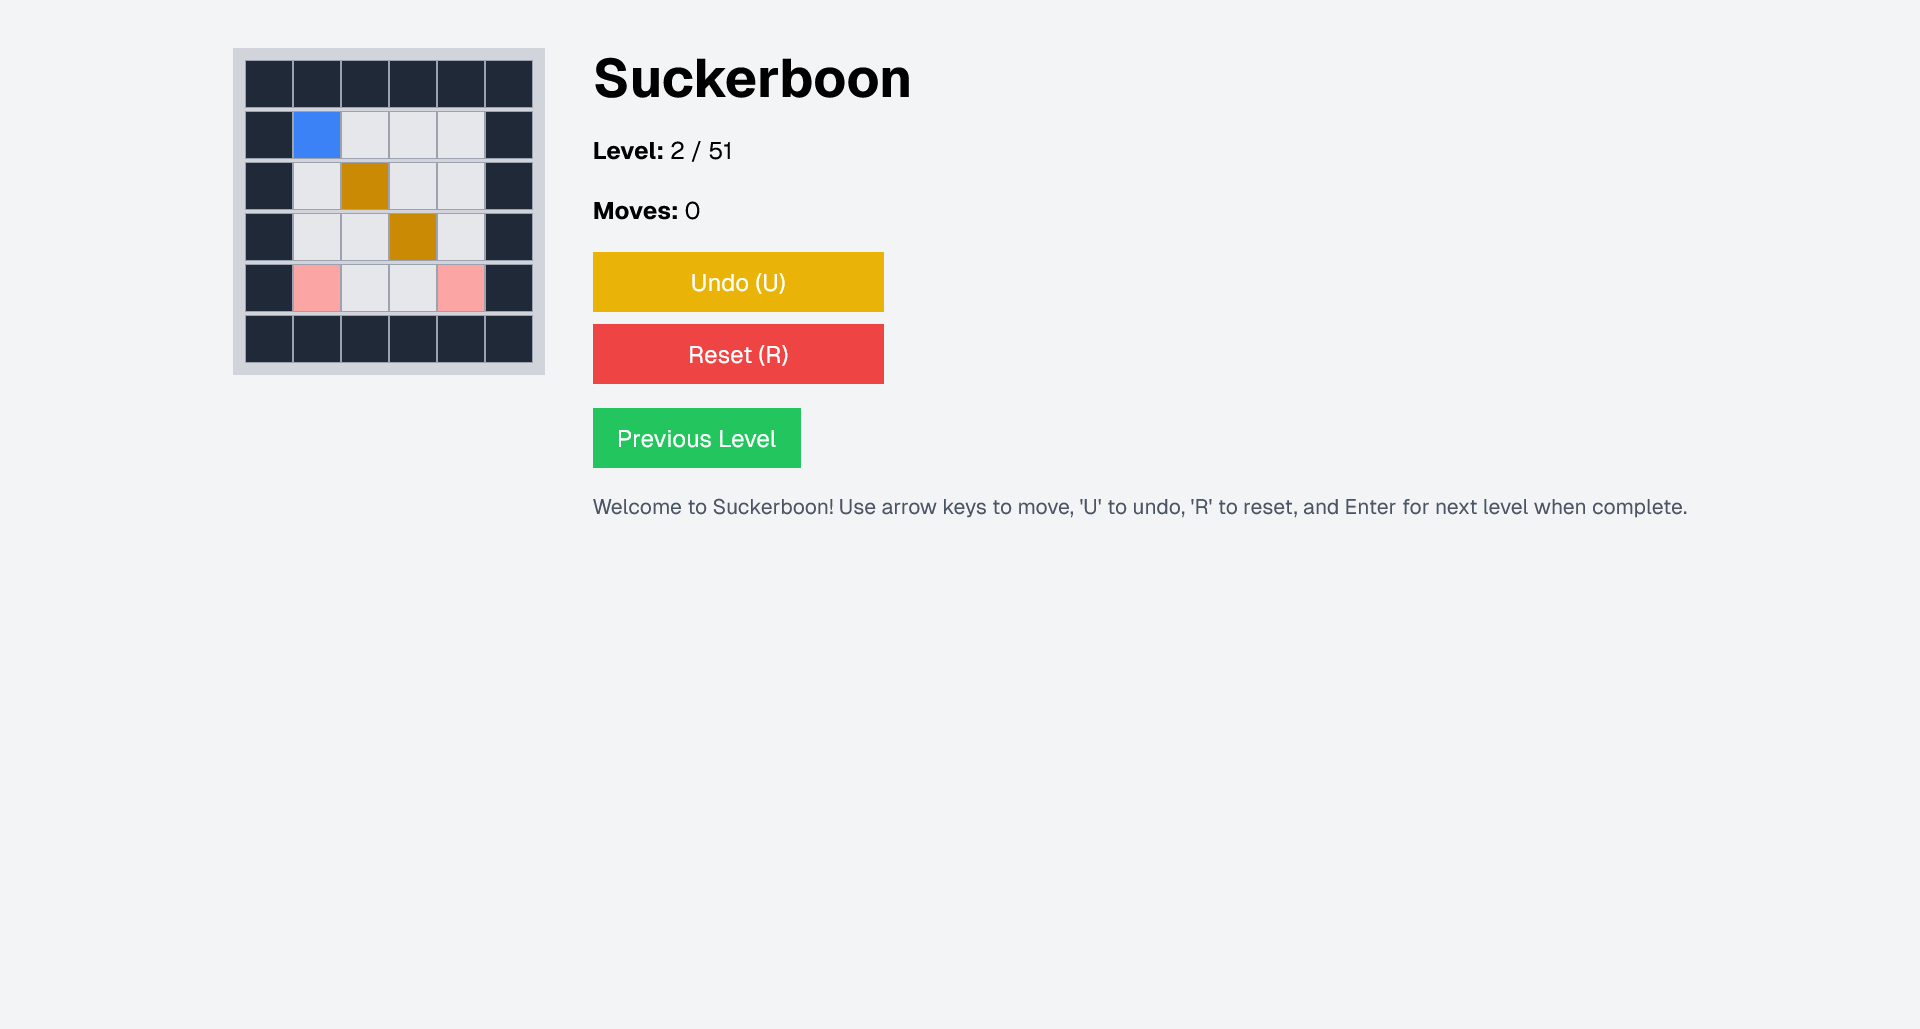 Suckerboon
Level: 2 / 51
Moves: 0
Undo (U)
Reset (R)
Previous Level
Welcome to Suckerboon! Use arrow keys to move, 'U' to undo, 'R' to reset, and Enter for next level when complete.